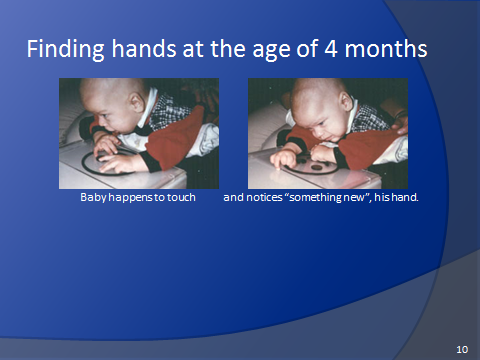 Finding hands at the age of 4 months
Baby happens to touch
and notices “something new”, his hand.
10